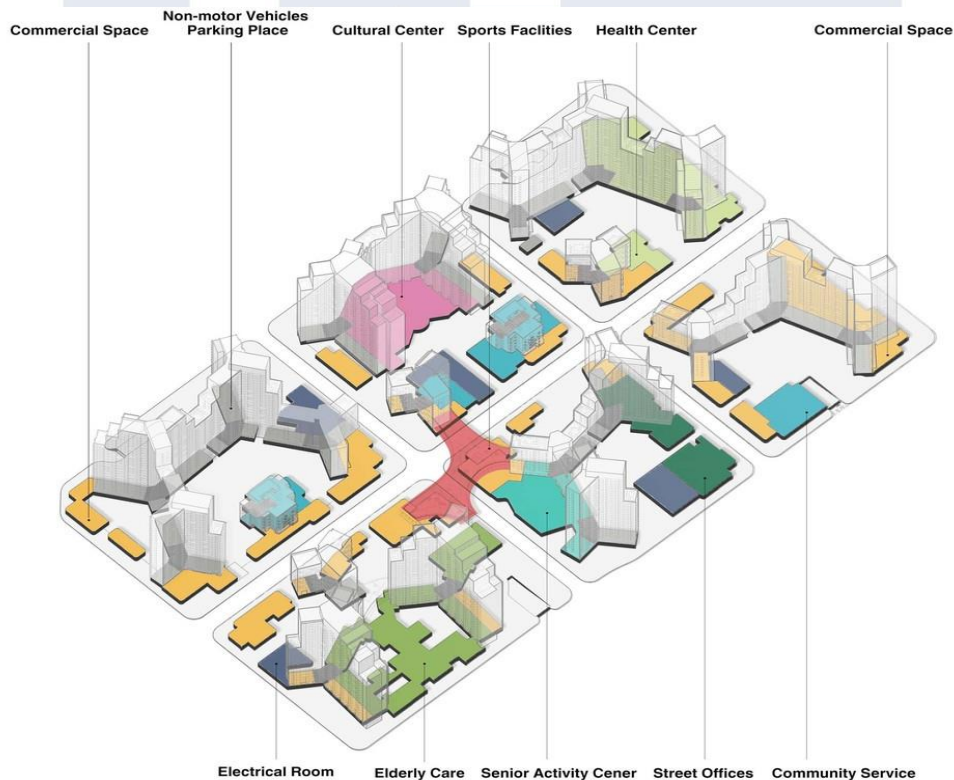 Non-motor Vehicles
Commercial Space Parking Place Cultural Center Sports Faclities Health Center Commercial Space
Electrical Room Elderly Care Senior Activity Cener Street Offices Community Service